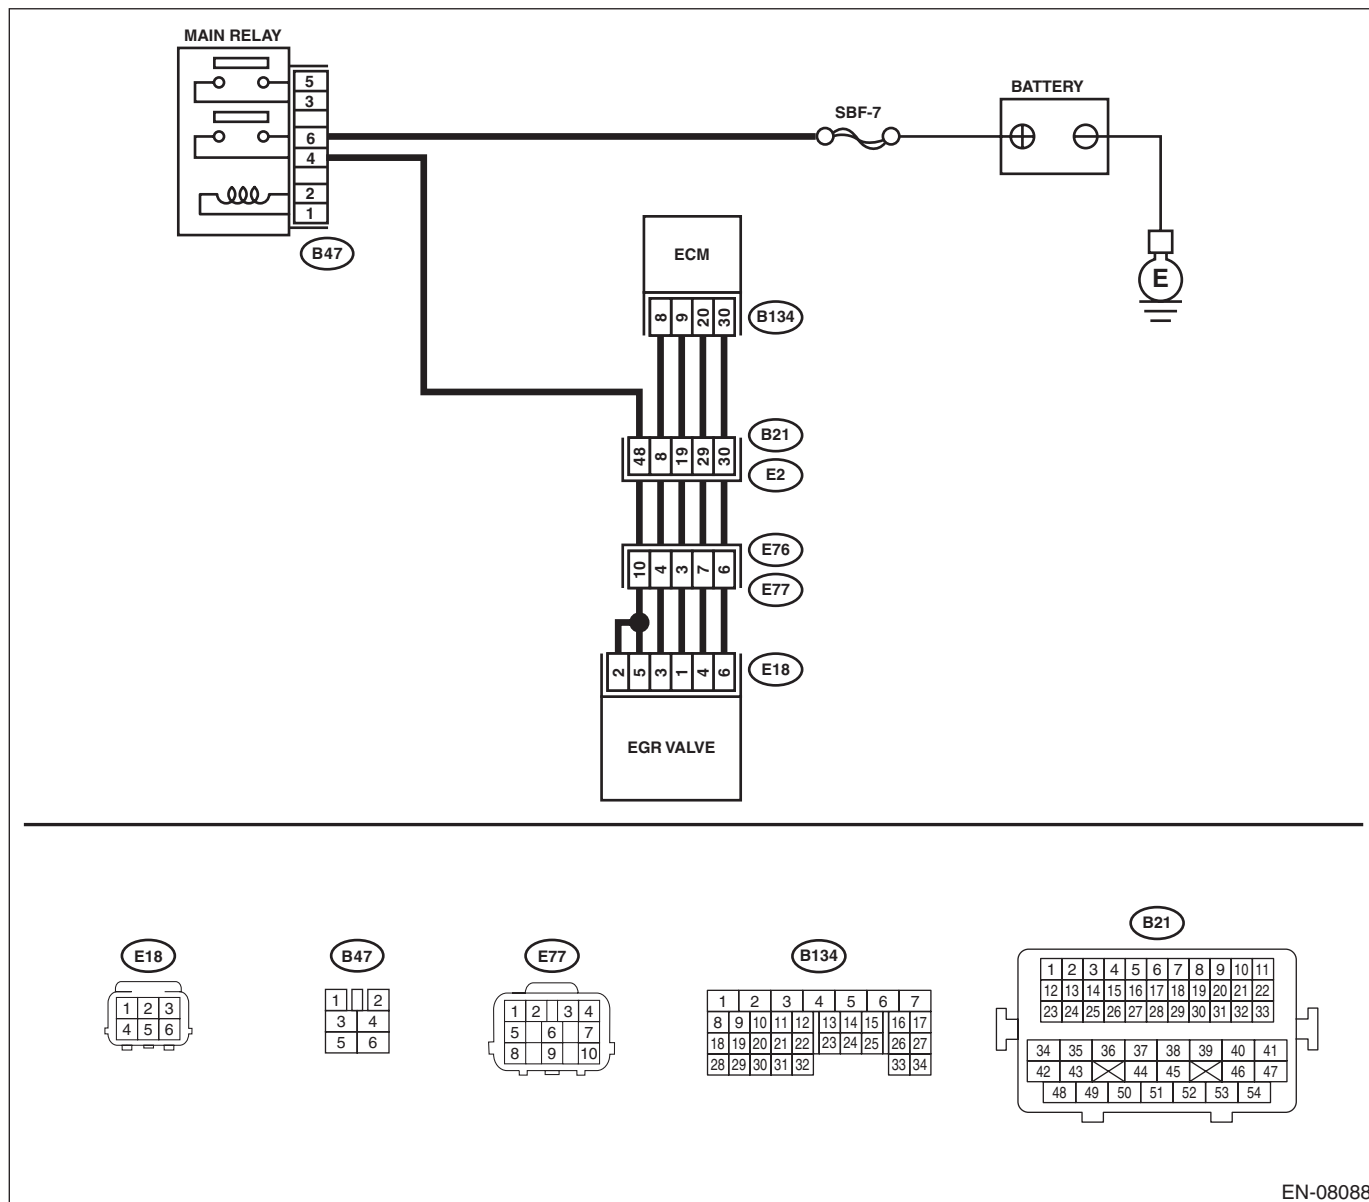 MAIN RELAY
5
3
6
4
2
1
B47
SBF-7
BATTERY
E
ECM
8 9 20 30
B134
48 8 19 29 30
B21
E2
E76
10 4 3 7 6
E77
2 5 3 1 4 6
E18
EGR VALVE
E18
1 2 3
4 5 6
B47
1 2
3 4
5 6
E77
1 2 3 4
5 6 7
8 9 10
B134
1 2 3 4 5 6 7
8 9 10 11 12 13 14 15 16 17
18 19 20 21 22 23 24 25 26 27
28 29 30 31 32 33 34
B21
1 2 3 4 5 6 7 8 9 10 11
12 13 14 15 16 17 18 19 20 21 22
23 24 25 26 27 28 29 30 31 32 33
34 35 36 37 38 39 40 41
42 43 44 45 46 47
48 49 50 51 52 53 54
EN-08088